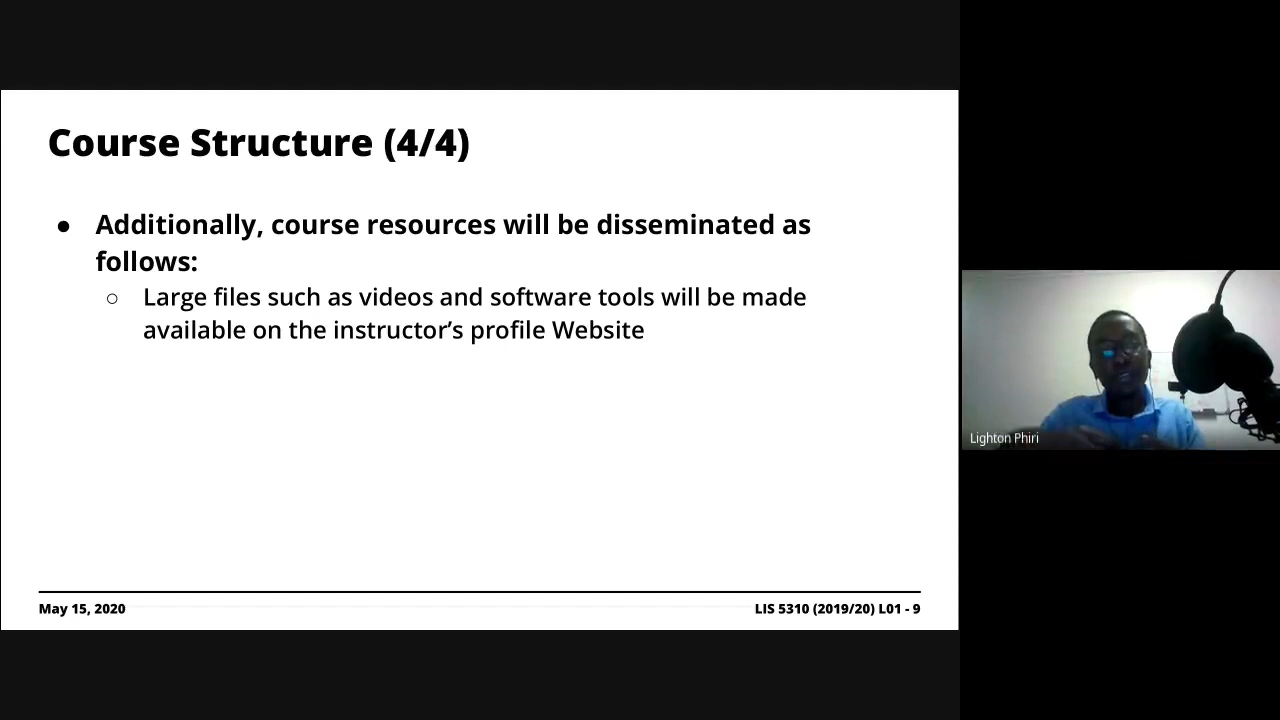 Course Structure (4/4)
● Additionally, course resources will be disseminated as
follows:
○ Large files such as videos and software tools will be made
available on the instructor’s profile Website
May 15, 2020
LIS 5310 (2019/20) L01 - 9
Lighton Phiri